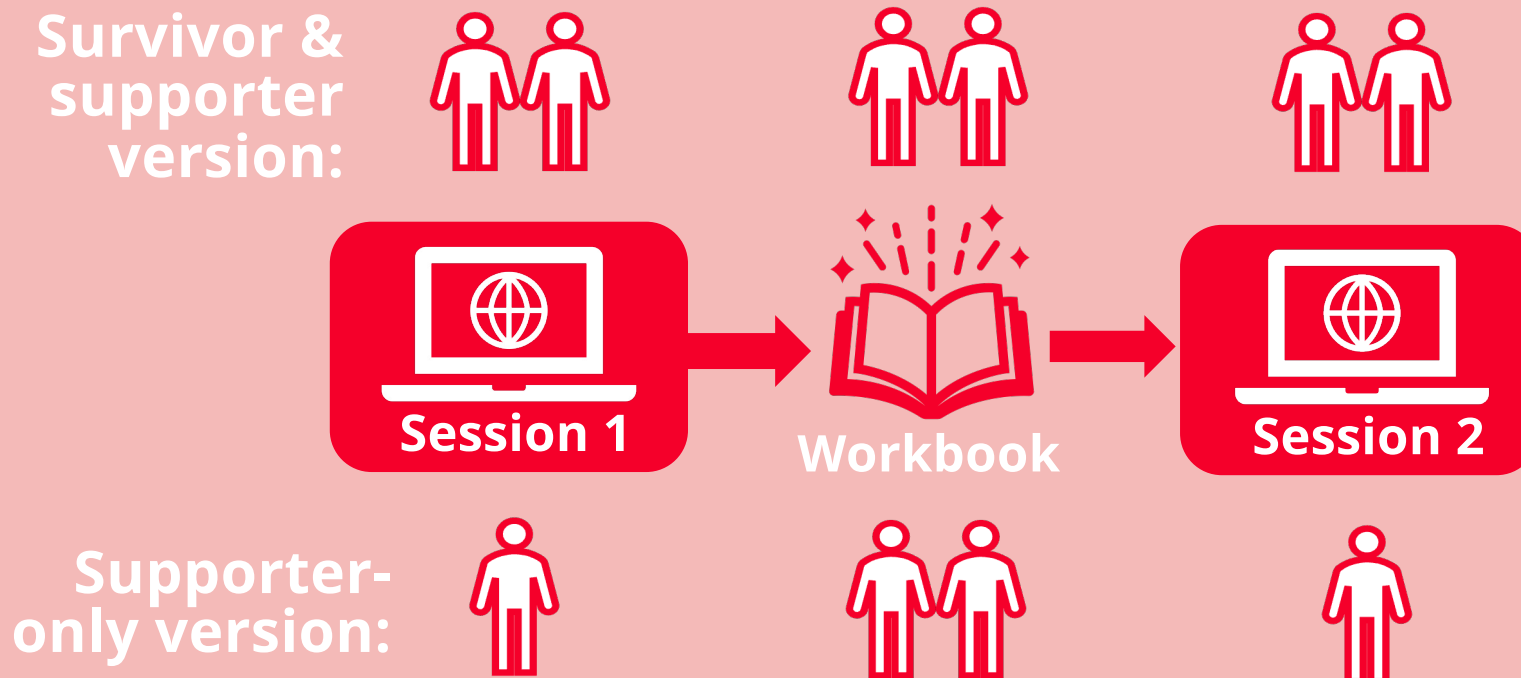 Survivor &
supporter
version:
Session 1
Workbook
Session 2
Supporter-
only version: